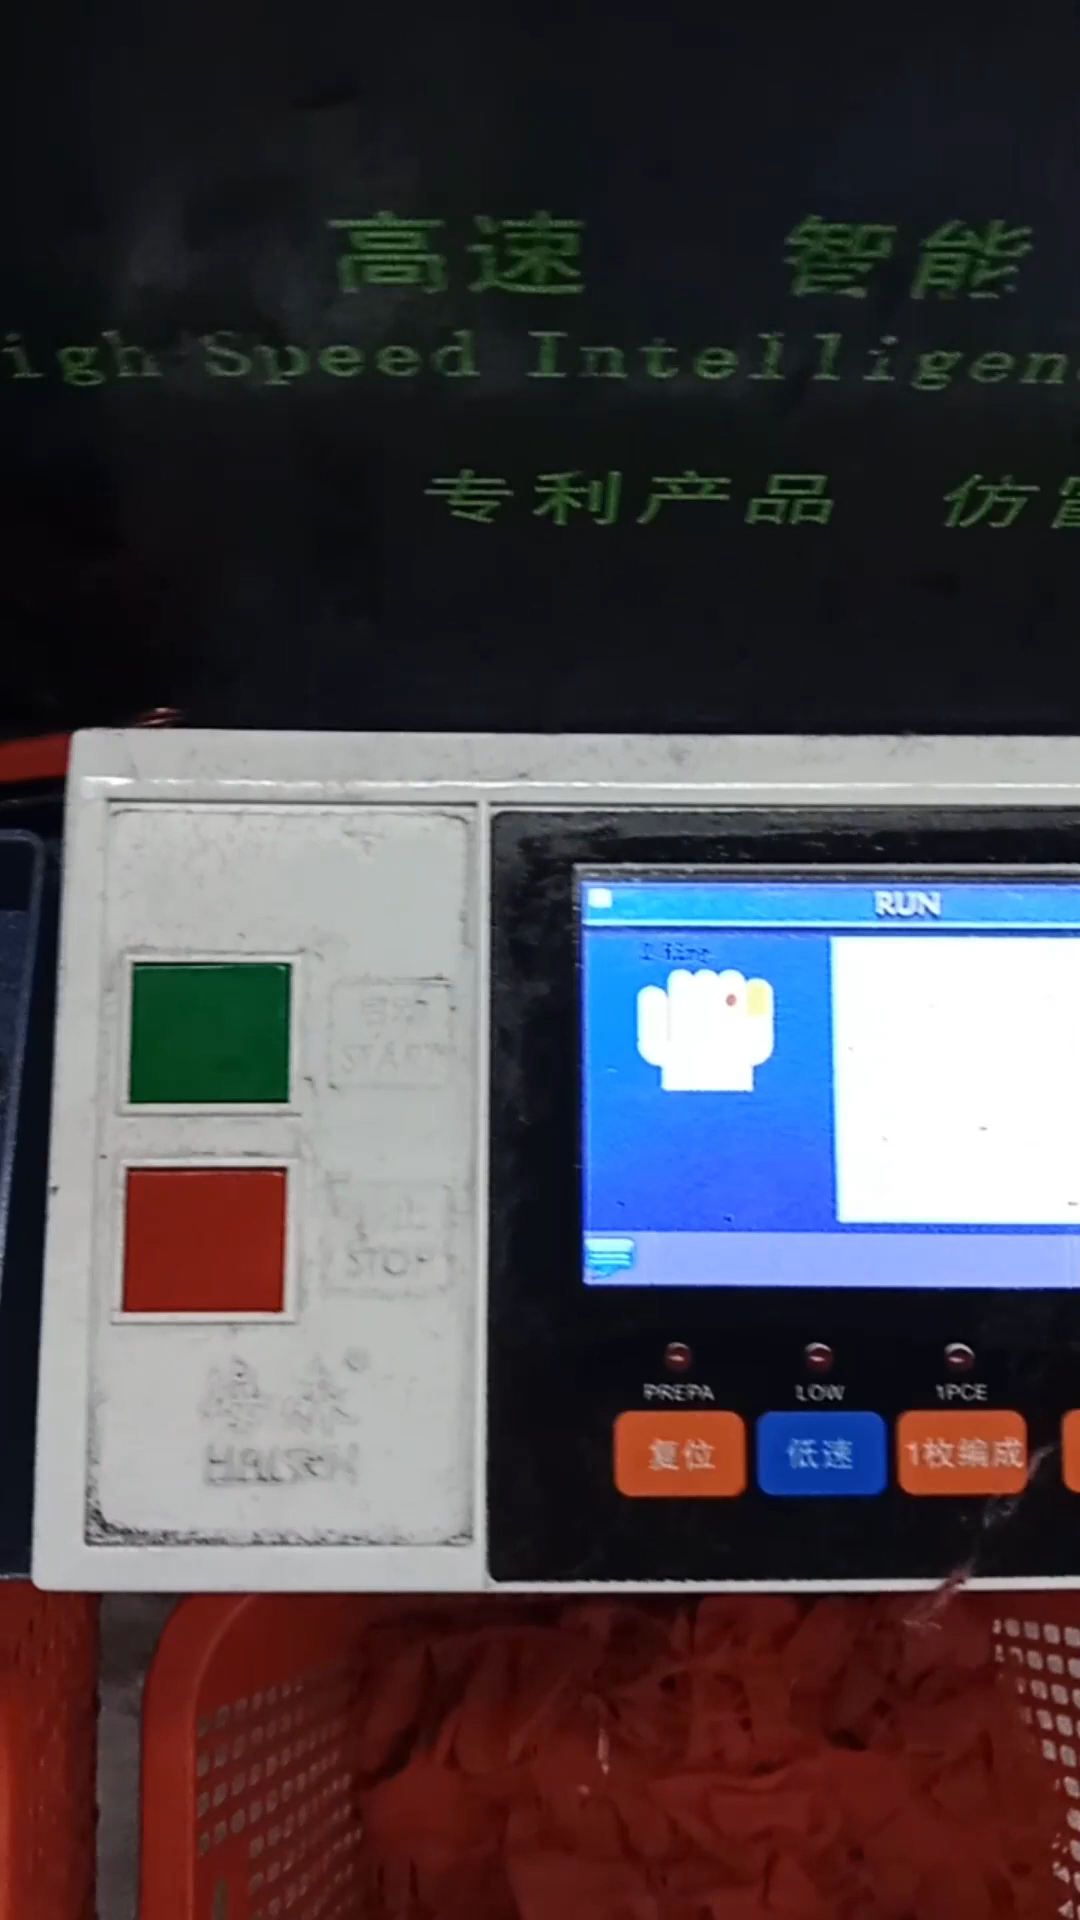 高速 智能
igh Speed Intelligen
专利产品 仿
RUN
START
STOP
PREPA LOW 1PCE
复位 低速 1枚编成